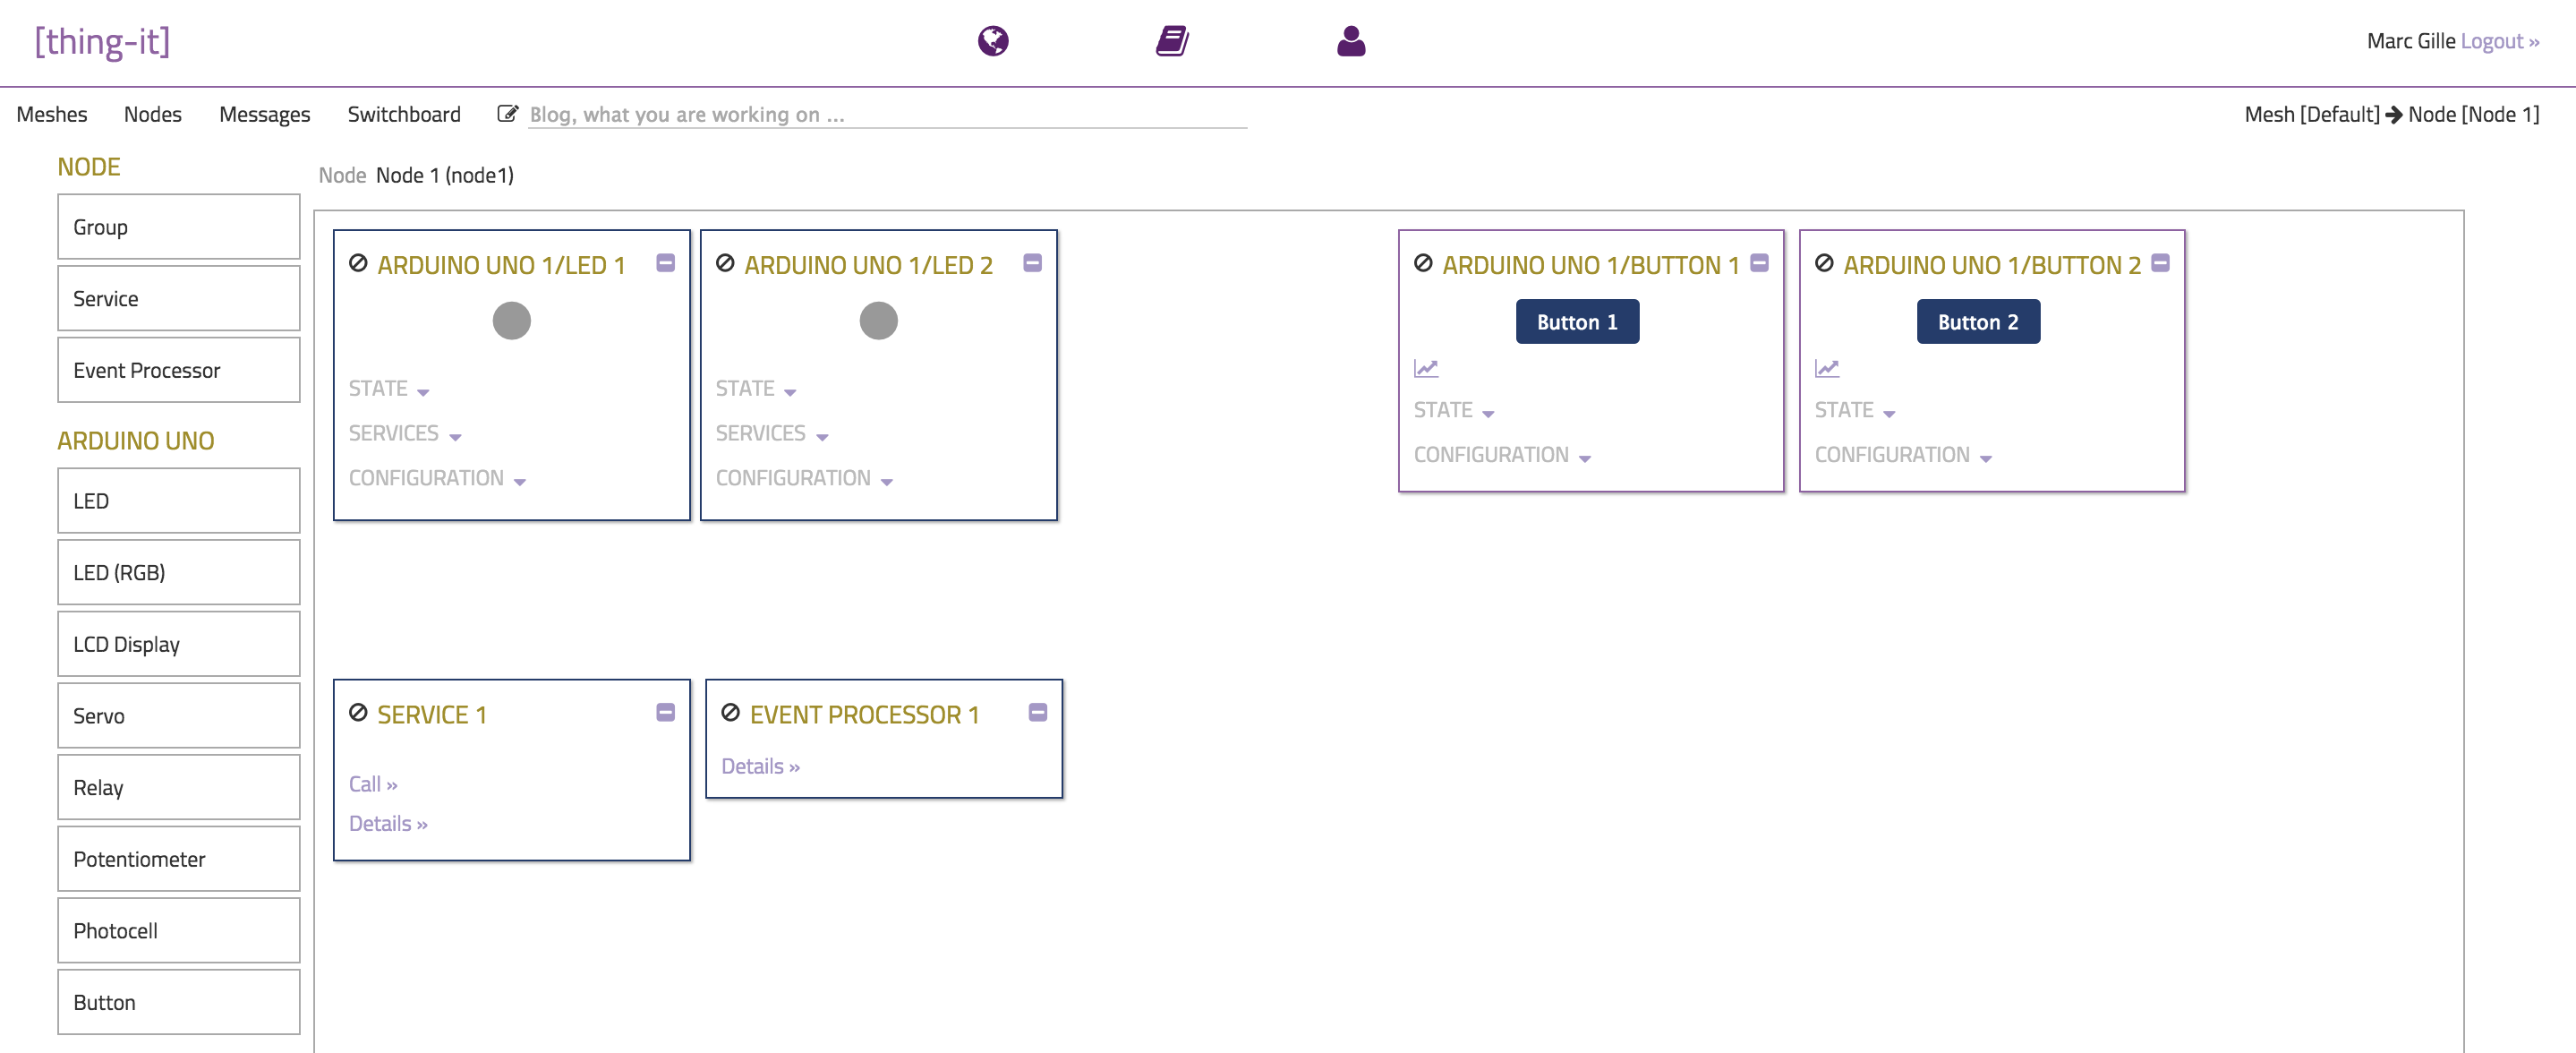 [thing-it]
Marc Gille Logout »
Meshes Nodes Messages Switchboard Blog, what you are working on ... Mesh [Default] → Node [Node 1]
NODE
Group
Service
Event Processor
ARDUINO UNO
LED
LED (RGB)
LCD Display
Servo
Relay
Potentiometer
Photocell
Button
Node Node 1 (node1)
ARDUINO UNO 1/LED 1
STATE
SERVICES
CONFIGURATION
ARDUINO UNO 1/LED 2
STATE
SERVICES
CONFIGURATION
ARDUINO UNO 1/BUTTON 1
Button 1
STATE
CONFIGURATION
ARDUINO UNO 1/BUTTON 2
Button 2
STATE
CONFIGURATION
SERVICE 1
Call »
Details »
EVENT PROCESSOR 1
Details »